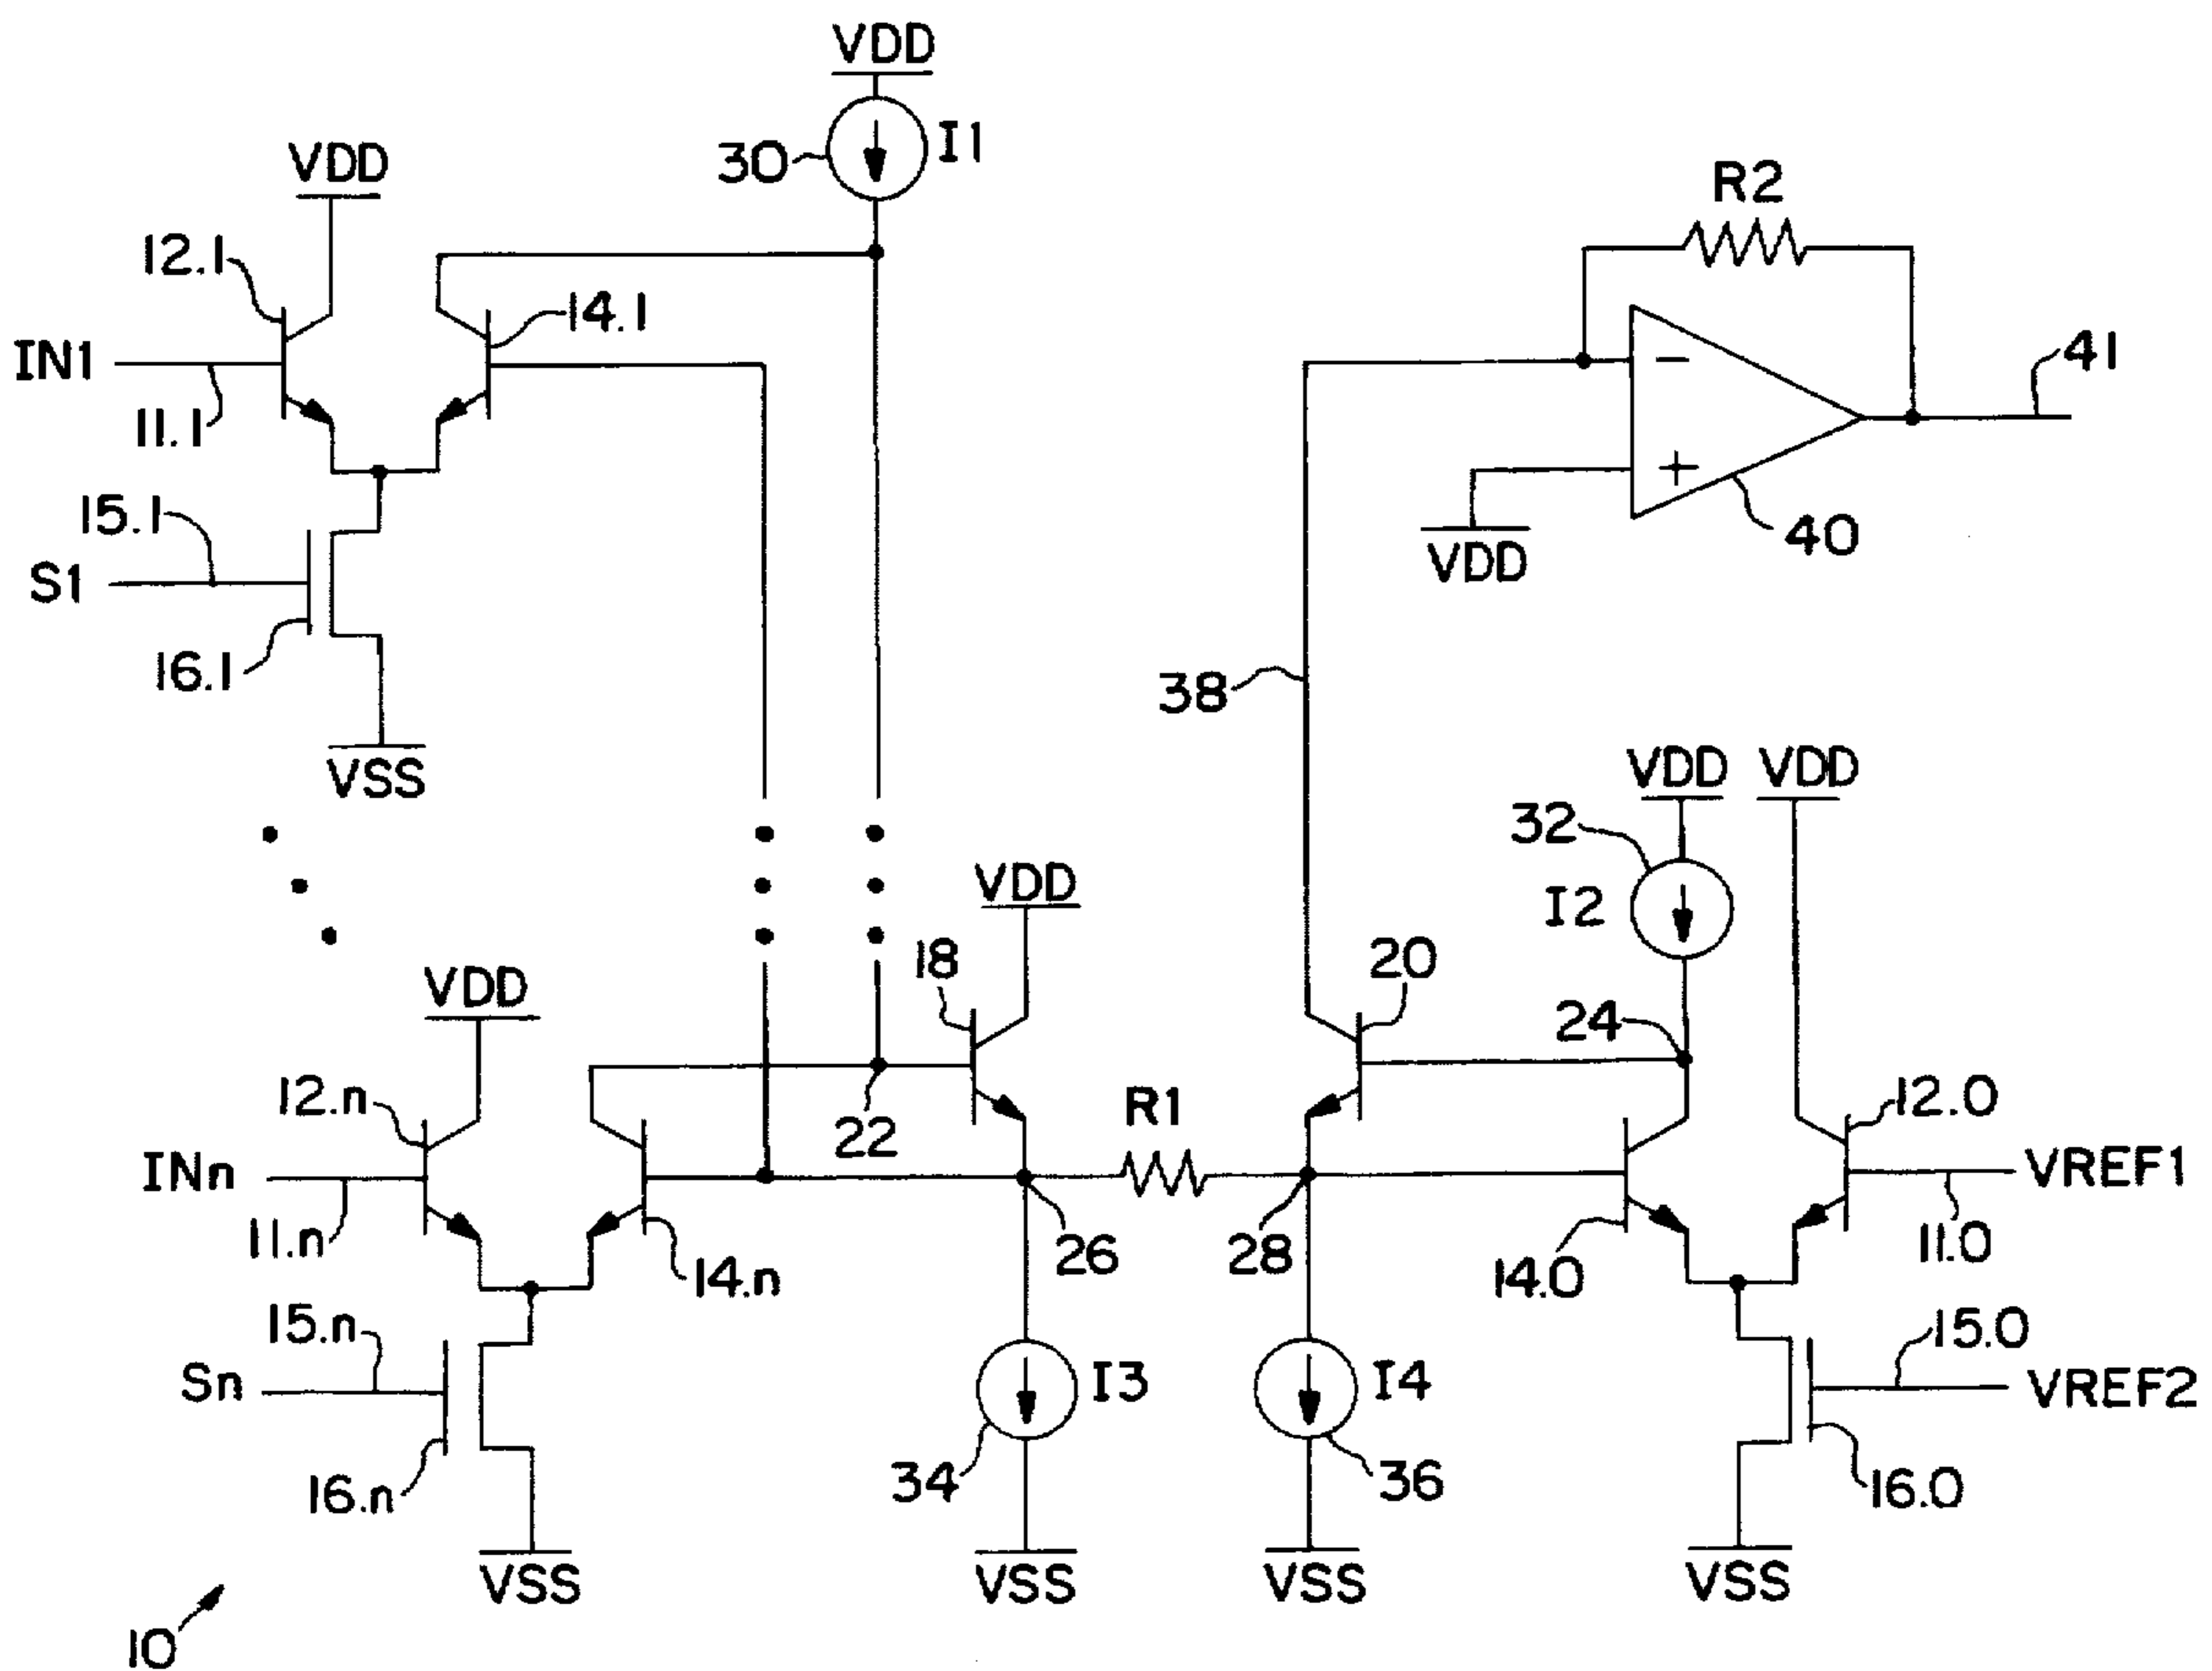 VDD
30
I1
VDD
R2
12.1
14.1
IN1
11.1
−
41
+
40
VDD
15.1
S1
16.1
VSS
38
VDD
VDD
32
I2
VDD
18
20
24
VDD
12.n
22
R1
12.0
INn
VREF1
11.n
14.n
26
28
14.0
11.0
15.n
15.0
Sn
I3
I4
VREF2
16.n
34
36
16.0
VSS
VSS
VSS
VSS
10